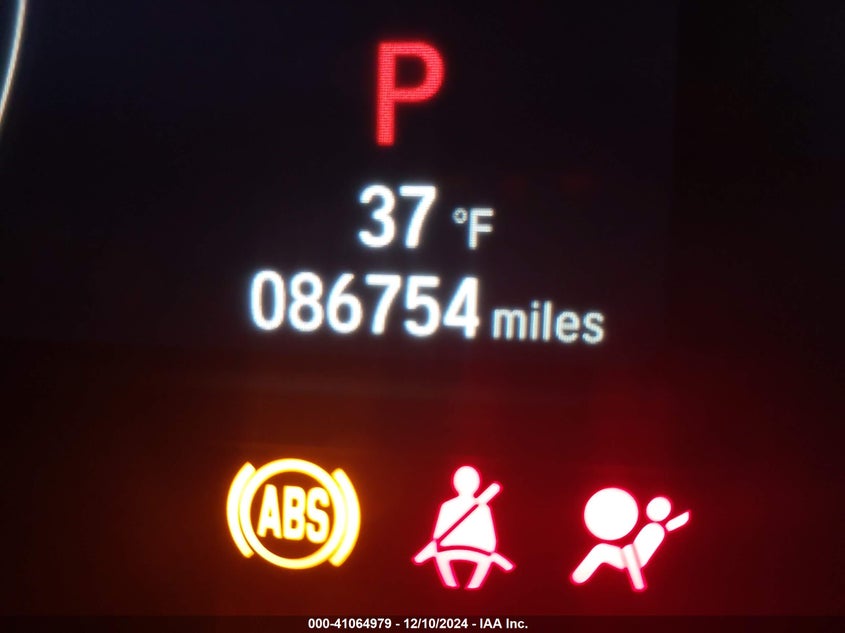 P
37 °F
086754 miles
ABS
000-41064979 - 12/10/2024 - IAA Inc.